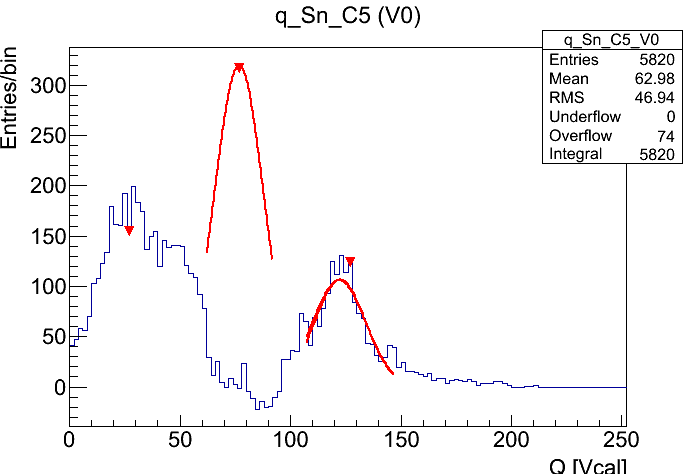 q_Sn_C5 (V0)
q_Sn_C5_V0
Entries 5820
Mean 62.98
RMS 46.94
Underflow 0
Overflow 74
Integral 5820
Entries/bin
300
250
200
150
100
50
0
0 50 100 150 200 250
Q [Vcal]